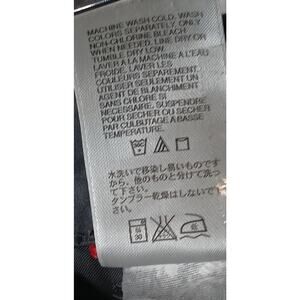 MACHINE WASH COLD. WASH
COLORS SEPARATELY. ONLY
NON-CHLORINE BLEACH
WHEN NEEDED. LINE DRY OR
TUMBLE DRY LOW.
LAVER A LA MACHINE A L'EAU
FROIDE. LAVER LES
COULEURS SEPAREMENT.
UTILISER SEULEMENT UN
AGENT DE BLANCHIMENT
SANS CHLORE SI
NECESSAIRE. SUSPENDRE
POUR SECHER OU SECHER
PAR CULBUTAGE A BASSE
TEMPERATURE.
水洗いで移染し易いものです
から、他のものと分けて洗っ
て下さい。
タンブラー乾燥はしないで下
さい。
30